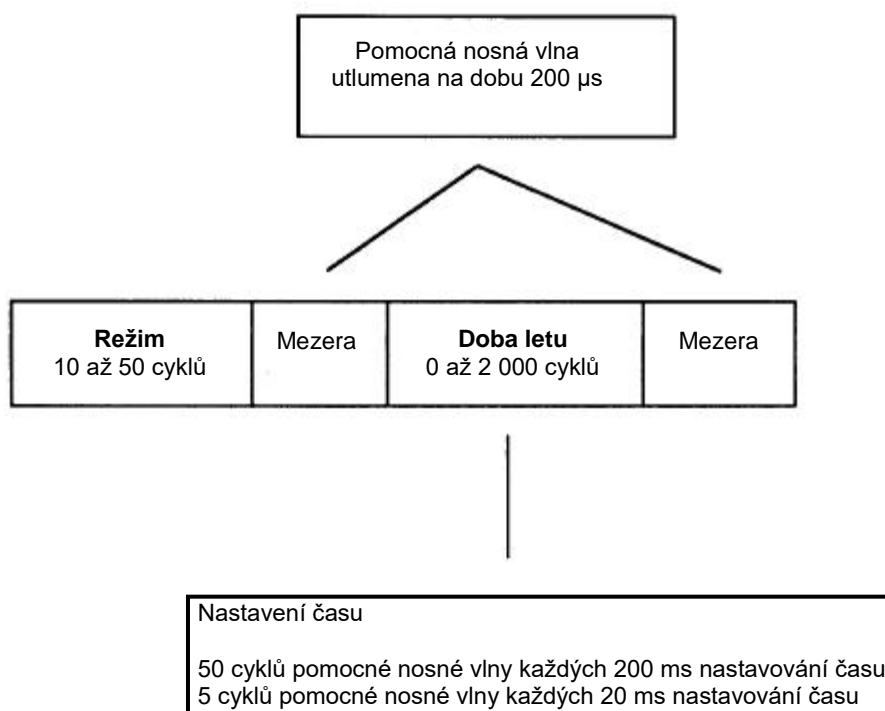 Pomocná nosná vlna
utlumena na dobu 200 µs
Režim
10 až 50 cyklů
Mezera
Doba letu
0 až 2 000 cyklů
Mezera
Nastavení času
50 cyklů pomocné nosné vlny každých 200 ms nastavování času
5 cyklů pomocné nosné vlny každých 20 ms nastavování času